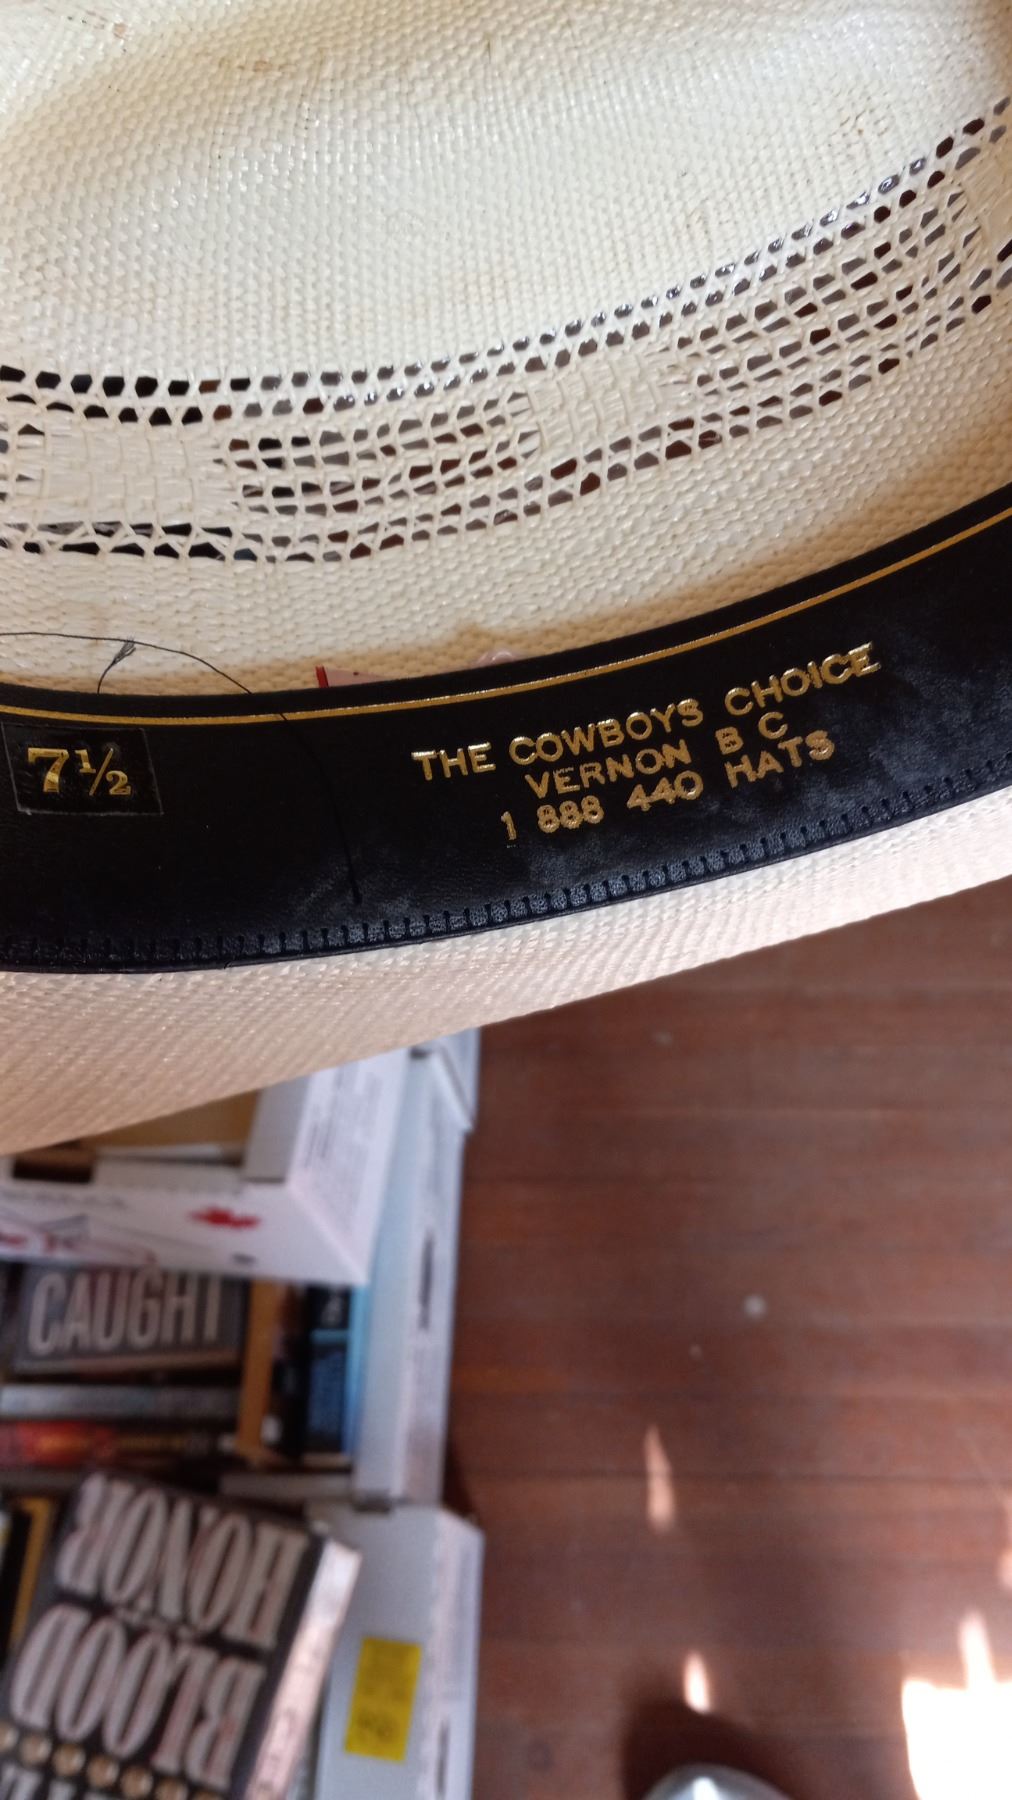 7½
THE COWBOYS CHOICE
VERNON B C
1 888 440 HATS
CAUGHT
HONOR
BLOOD